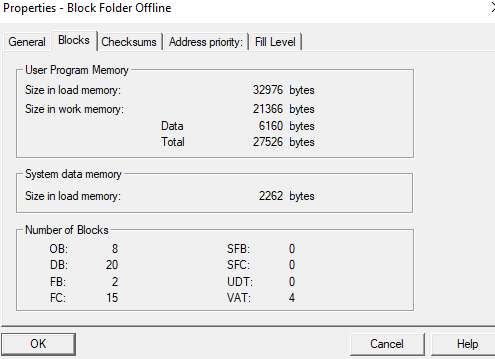 Properties - Block Folder Offline
General Blocks Checksums Address priority: Fill Level
User Program Memory
Size in load memory: 32976 bytes
Size in work memory: 21366 bytes
Data 6160 bytes
Total 27526 bytes
System data memory
Size in load memory: 2262 bytes
Number of Blocks
OB: 8 SFB: 0
DB: 20 SFC: 0
FB: 2 UDT: 0
FC: 15 VAT: 4
OK Cancel Help